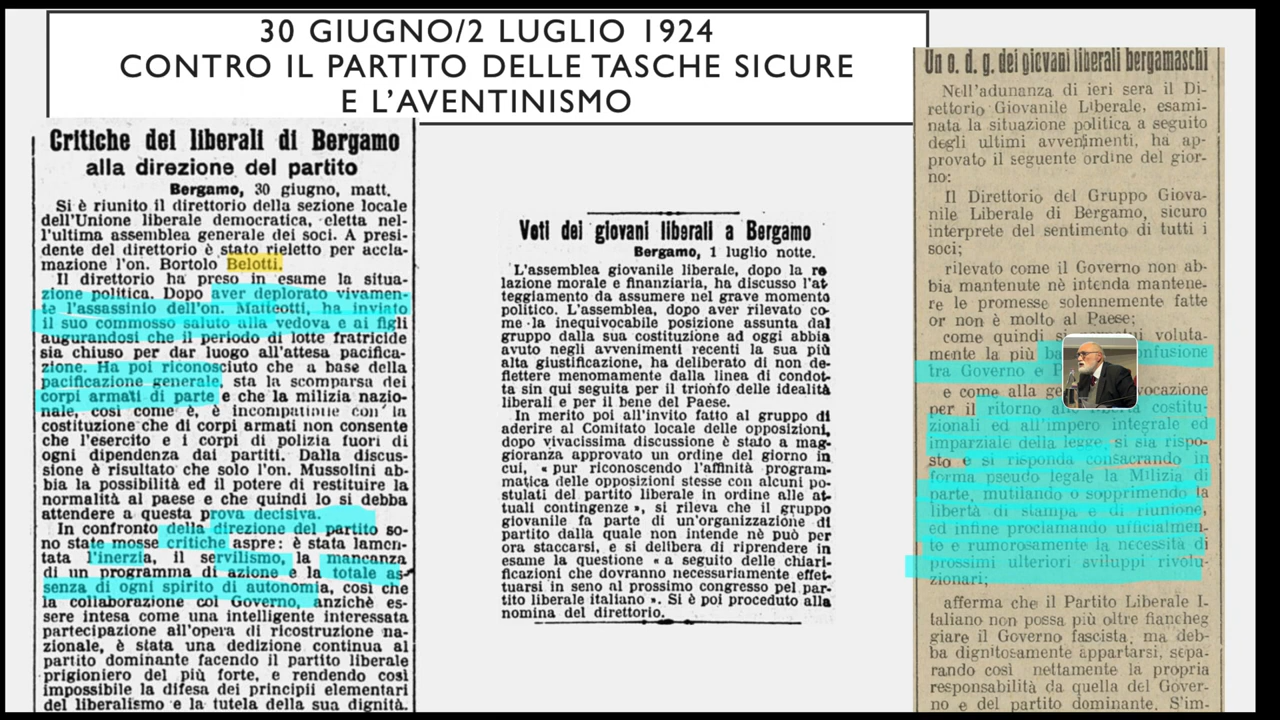 30 GIUGNO/2 LUGLIO 1924
CONTRO IL PARTITO DELLE TASCHE SICURE
E L'AVENTINISMO
Critiche dei liberali di Bergamo
alla direzione del partito
Bergamo, 30 giugno, matt.
Si è riunito il direttorio della sezione locale
dell'Unione liberale democratica, eletta nel-
l'ultima assemblea generale dei soci. A presi-
dente del direttorio è stato rieletto per accla-
mazione l'on. Bortolo Belotti.
Il direttorio ha preso in esame la situa-
zione politica. Dopo aver deplorato vivamen-
te l'assassinio dell'on. Matteotti, ha inviato
il suo commosso saluto alla vedova e ai figli
augurandosi che il periodo di lotte fratricide
sia chiuso per dar luogo all'attesa pacifica-
zione. Ha poi riconosciuto che a base della
pacificazione generale, sta la scomparsa dei
corpi armati di parte e che la milizia nazio-
nale, così come è, è incompatibile con la
costituzione che di corpi armati non consente
che l'esercito e i corpi di polizia fuori di
ogni dipendenza dai partiti. Dalla discus-
sione è risultato che solo l'on. Mussolini ab-
bia la possibilità ed il potere di restituire la
normalità al paese e che quindi lo si debba
attendere a questa prova decisiva.
In confronto della direzione del partito so-
no state mosse critiche aspre: è stata lamen-
tata l'inerzia, il servilismo, la mancanza
di un programma di azione e la totale as-
senza di ogni spirito di autonomia, così che
la collaborazione col Governo, anzichè es-
sere intesa come una intelligente interessata
partecipazione all'opera di ricostruzione na-
zionale, è stata una dedizione continua al
partito dominante facendo il partito liberale
prigioniero del più forte, e rendendo così
impossibile la difesa dei principii elementari
del liberalismo e la tutela della sua dignità.
Voti dei giovani liberali a Bergamo
Bergamo, 1 luglio notte.
L'assemblea giovanile liberale, dopo la re
lazione morale e finanziaria, ha discusso l'at
teggiamento da assumere nel grave momento
politico. L'assemblea, dopo aver rilevato co-
me la inequivocabile posizione assunta dal
gruppo dalla sua costituzione ad oggi abbia
avuto negli avvenimenti recenti la sua più
alta giustificazione, ha deliberato di non de-
flettere menomamente dalla linea di condot-
ta sin qui seguita per il trionfo delle idealità
liberali e per il bene del Paese.
In merito poi all'invito fatto al gruppo di
aderire al Comitato locale delle opposizioni,
dopo vivacissima discussione è stato a mag-
gioranza approvato un ordine del giorno in
cui, « pur riconoscendo l'affinità program-
matica delle opposizioni stesse con alcuni po-
stulati del partito liberale in ordine alle at-
tuali contingenze », si rileva che il gruppo
giovanile fa parte di un'organizzazione di
partito dalla quale non intende nè può per
ora staccarsi, e si delibera di riprendere in
esame la questione « a seguito delle chiari-
ficazioni che dovranno necessariamente effet-
tuarsi in seno al prossimo congresso pel par-
tito liberale italiano ». Si è poi proceduto alla
nomina del direttorio.
Un o. d. g. dei giovani liberali bergamaschi
Nell'adunanza di ieri sera il Di-
rettorio Giovanile Liberale, esami-
nata la situazione politica a seguito
degli ultimi avvenimenti, ha ap-
provato il seguente ordine del gior-
no:
Il Direttorio del Gruppo Giova-
nile Liberale di Bergamo, sicuro
interprete del sentimento di tutti i
soci;
rilevato come il Governo non ab-
bia mantenute nè intenda mantene-
re le promesse solennemente fatte
or non è molto al Paese;
come quindi si voluta-
mente la più confusione
tra Governo e
e come alla
per il ritorno alle libertà costitu-
zionali ed all'impero integrale ed
imparziale della legge, si sia rispo-
sto e si risponda consacrando in
forma pseudo legale la Milizia di
parte, mutilando o sopprimendo la
libertà di stampa e di riunione,
ed infine proclamando ufficialmen-
te e rumorosamente la necessità di
prossimi ulteriori sviluppi rivolu-
zionari;
afferma che il Partito Liberale I-
taliano non possa più oltre fiancheg
giare il Governo fascista, ma deb-
ba dignitosamente appartarsi, sepa-
rando così nettamente la propria
responsabilità da quella del Gover-
no e del partito dominante. S'im-